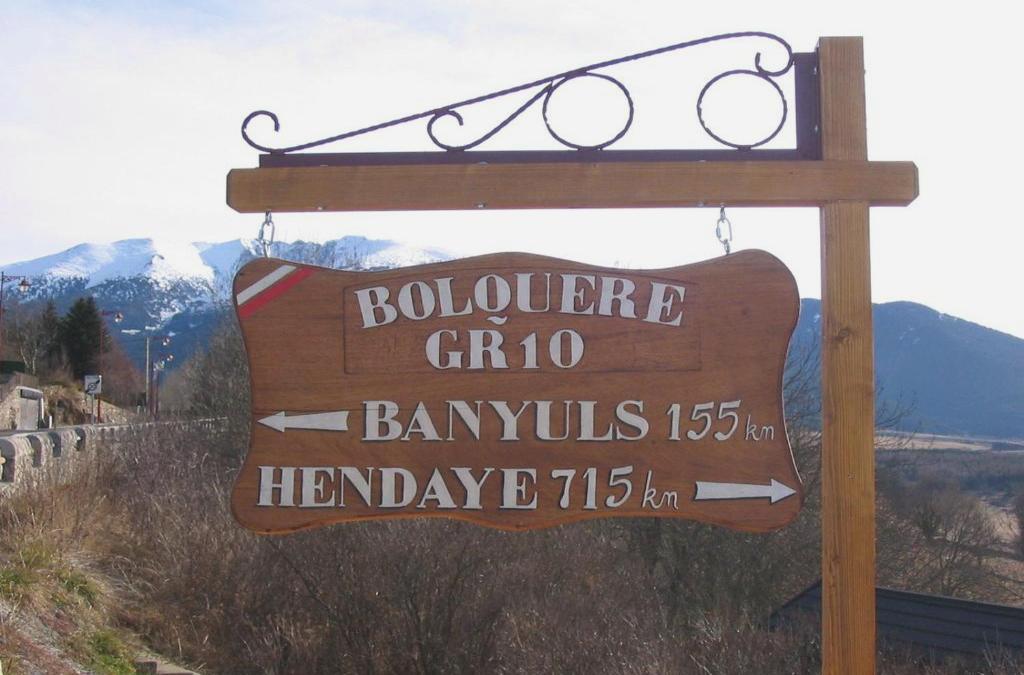 BOLQUERE
GR10
BANYULS 155 km
HENDAYE 715 km